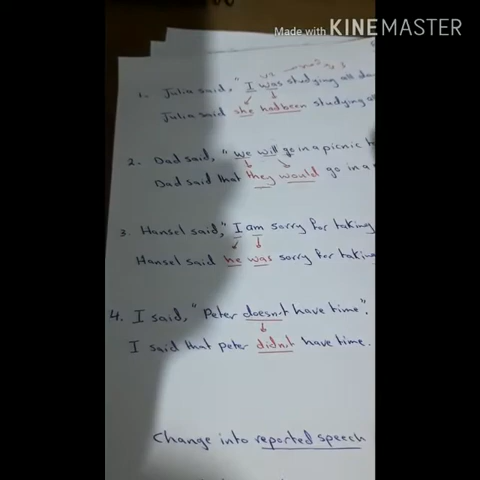 Made with KINEMASTER
1. Julia said, "I was studying all
Julia said she had been studying
2. Dad said, "we will go in a picnic
Dad said that they would go in a
3. Hansel said, "I am sorry for taking
Hansel said he was sorry for
4. I said, "Peter doesn't have time".
I said that peter didn't have time.
Change into reported speech